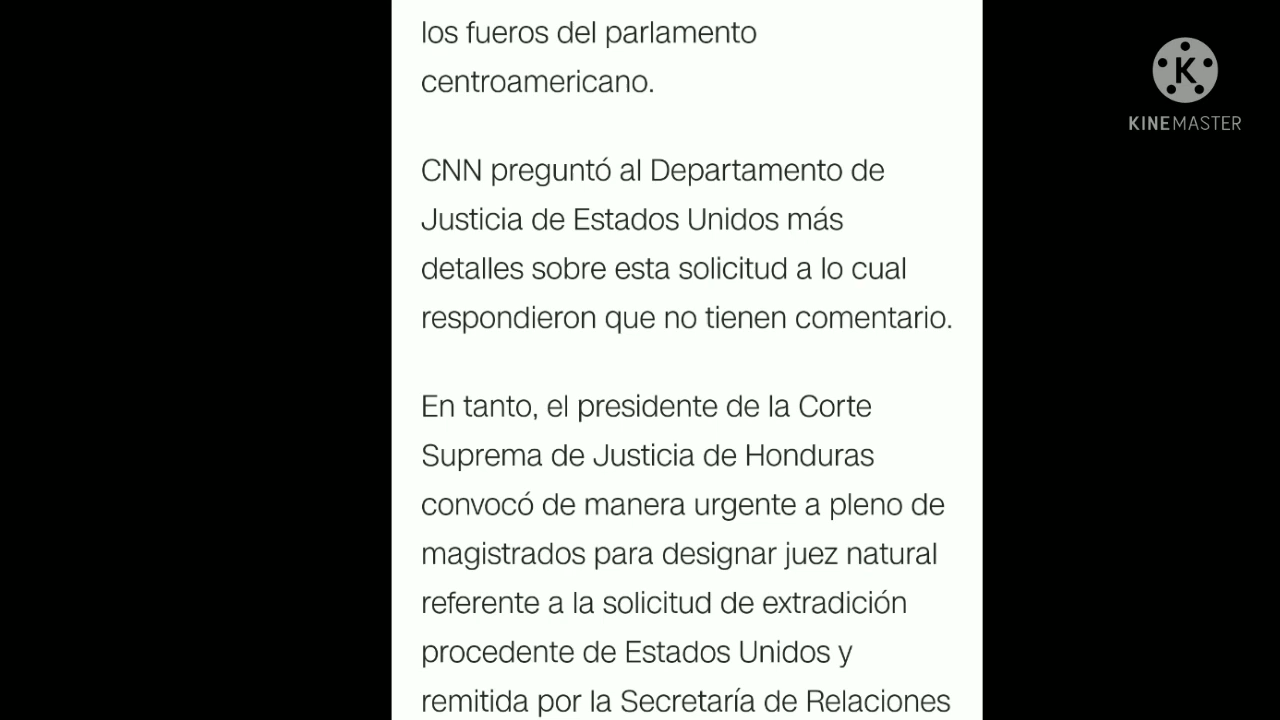 los fueros del parlamento
centroamericano.
K
KINEMASTER
CNN preguntó al Departamento de
Justicia de Estados Unidos más
detalles sobre esta solicitud a lo cual
respondieron que no tienen comentario.
En tanto, el presidente de la Corte
Suprema de Justicia de Honduras
convocó de manera urgente a pleno de
magistrados para designar juez natural
referente a la solicitud de extradición
procedente de Estados Unidos y
remitida por la Secretaría de Relaciones